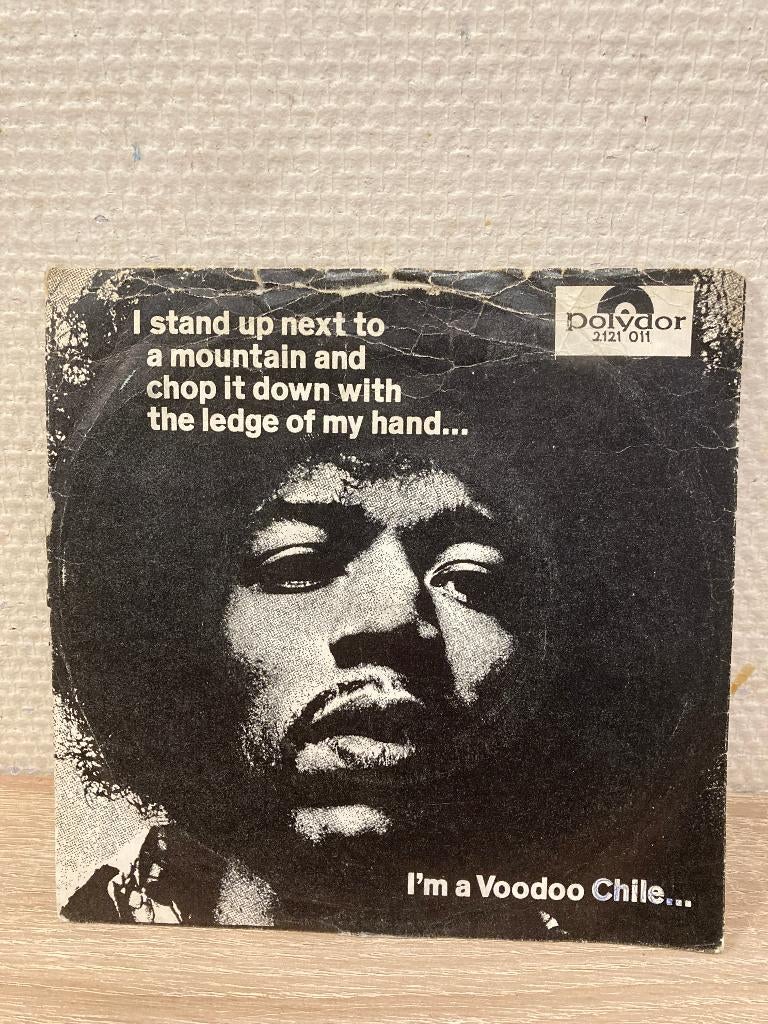 I stand up next to
a mountain and
chop it down with
the ledge of my hand...
polydor
2121 011
I'm a Voodoo Chile...